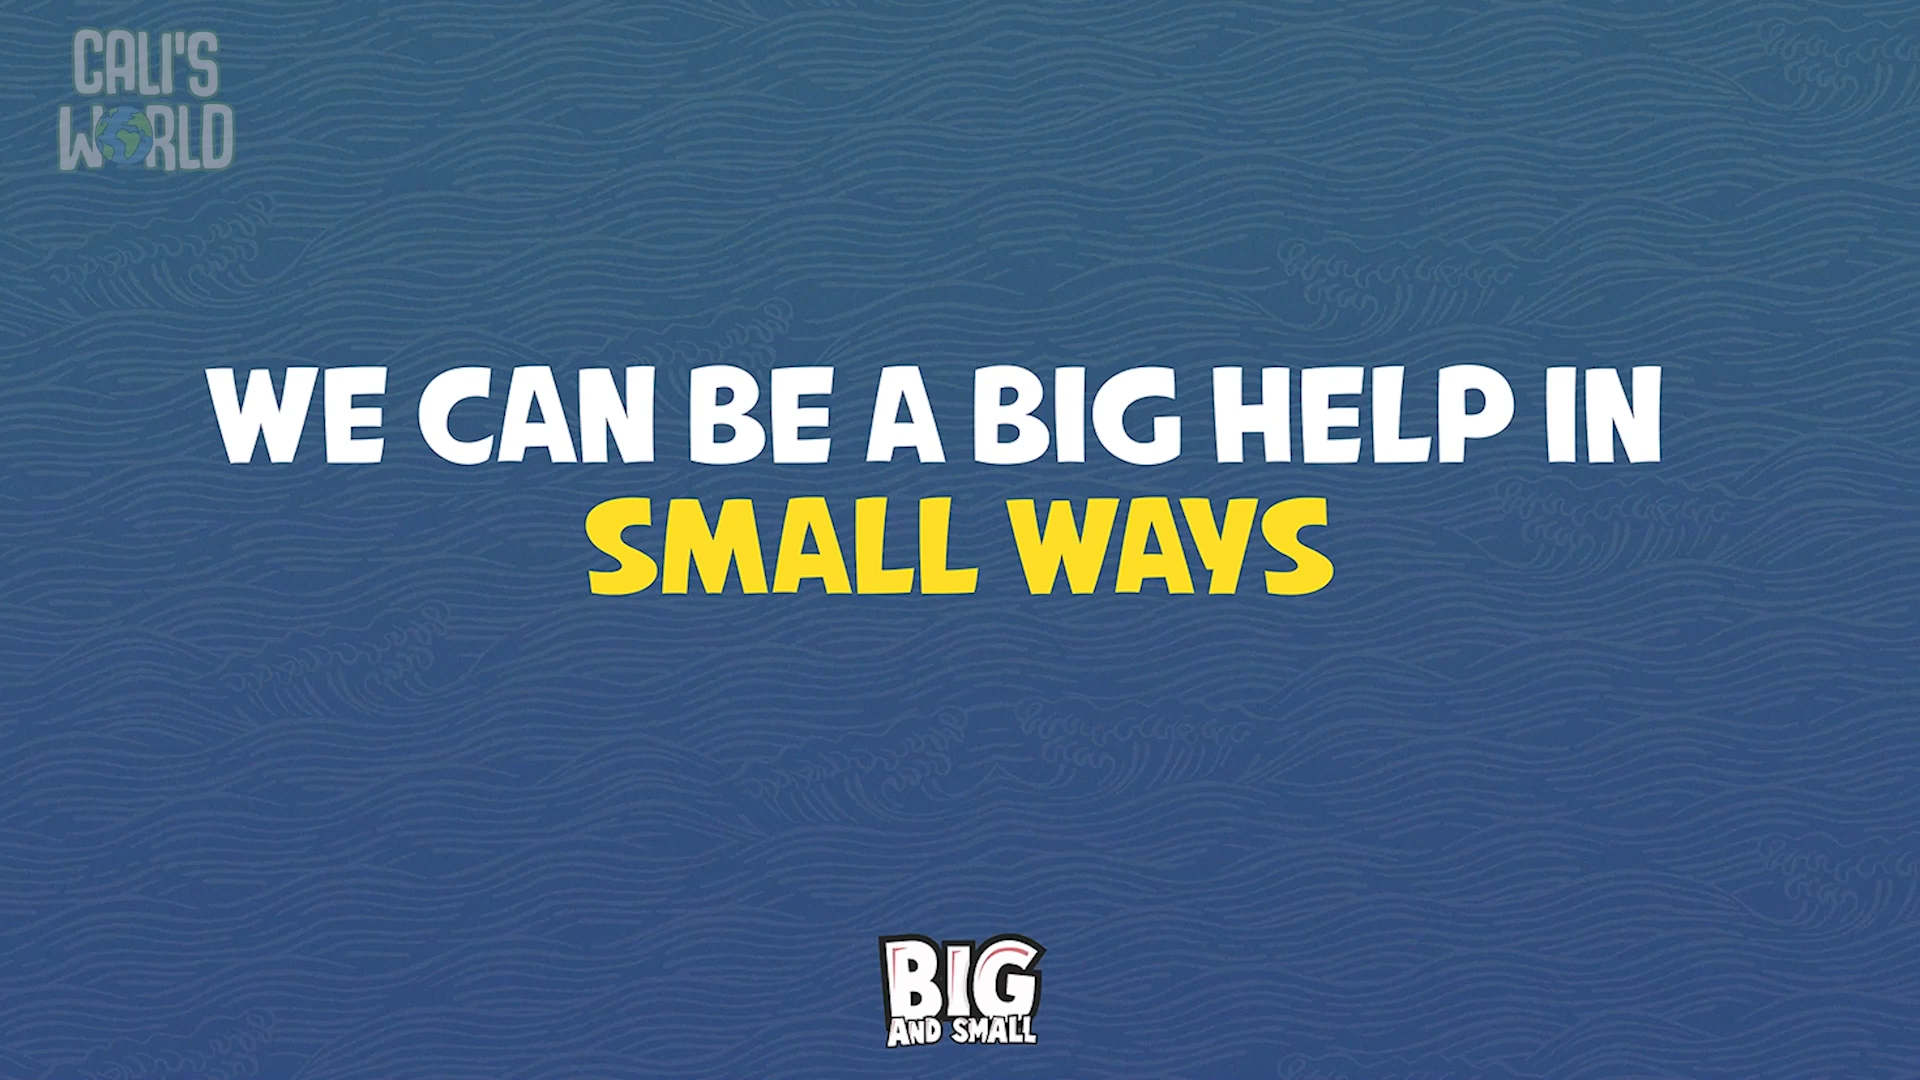 CALI'S
WORLD
WE CAN BE A BIG HELP IN
SMALL WAYS
BIG
AND SMALL